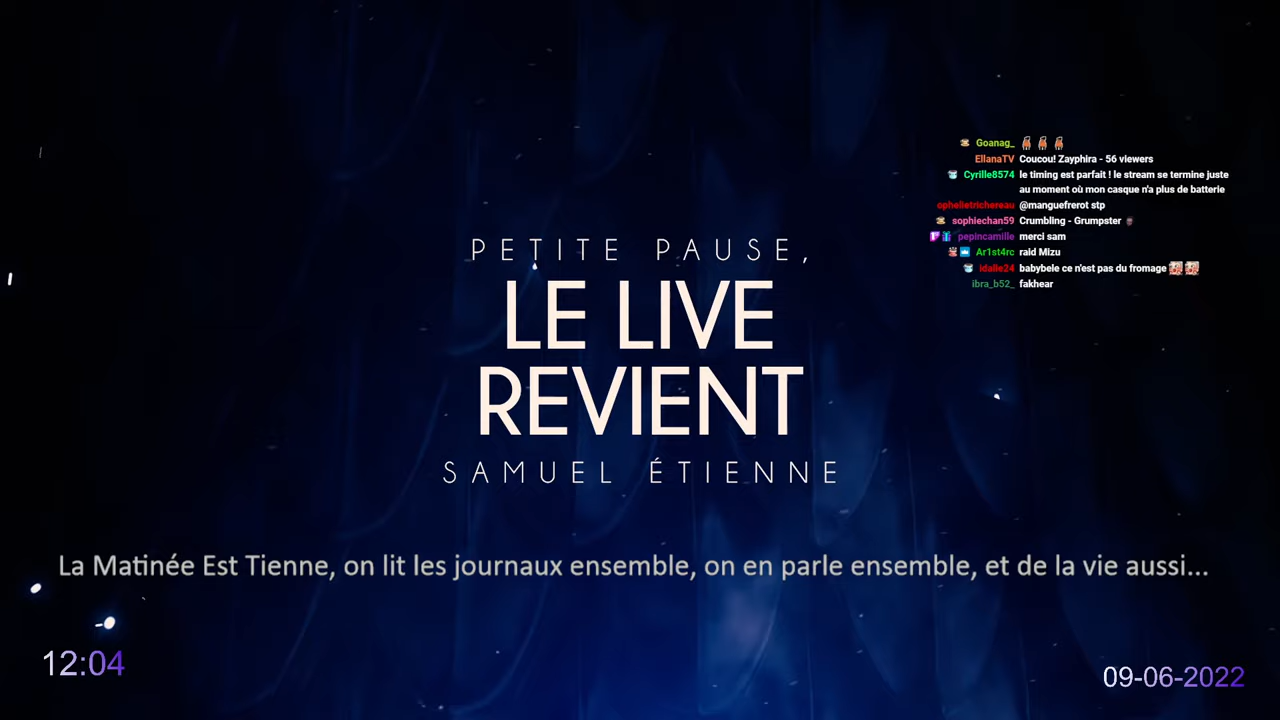 Goanag_
EllanaTV Coucou! Zayphira - 56 viewers
Cyrille8574 le timing est parfait ! le stream se termine juste
au moment où mon casque n'a plus de batterie
ophelietrichereau @manguefrerot stp
sophiechan59 Crumbling - Grumpster
pepincamille merci sam
Ar1st4rc raid Mizu
idalie24 babybele ce n'est pas du fromage
ibra_b52_ fakhear
PETITE PAUSE,
LE LIVE
REVIENT
SAMUEL ÉTIENNE
La Matinée Est Tienne, on lit les journaux ensemble, on en parle ensemble, et de la vie aussi...
12:04
09-06-2022